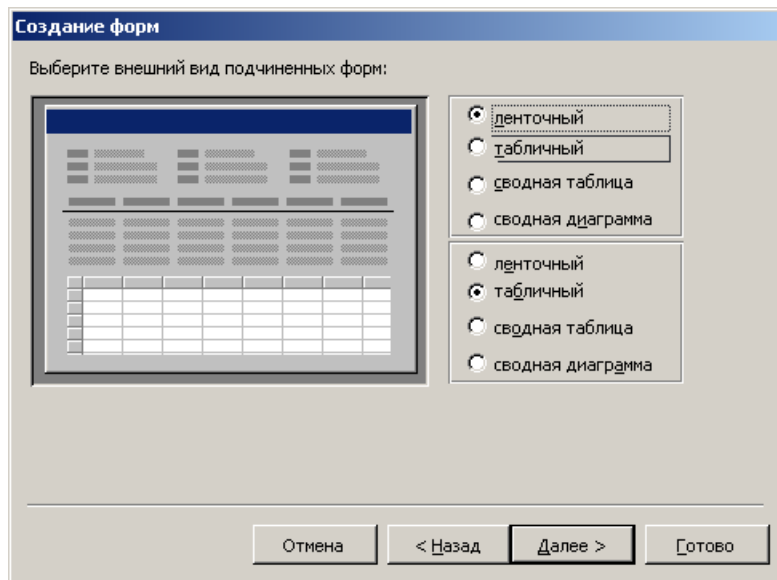 Создание форм
Выберите внешний вид подчиненных форм:
ленточный
табличный
сводная таблица
сводная диаграмма
ленточный
табличный
сводная таблица
сводная диаграмма
Отмена
< Назад
Далее >
Готово